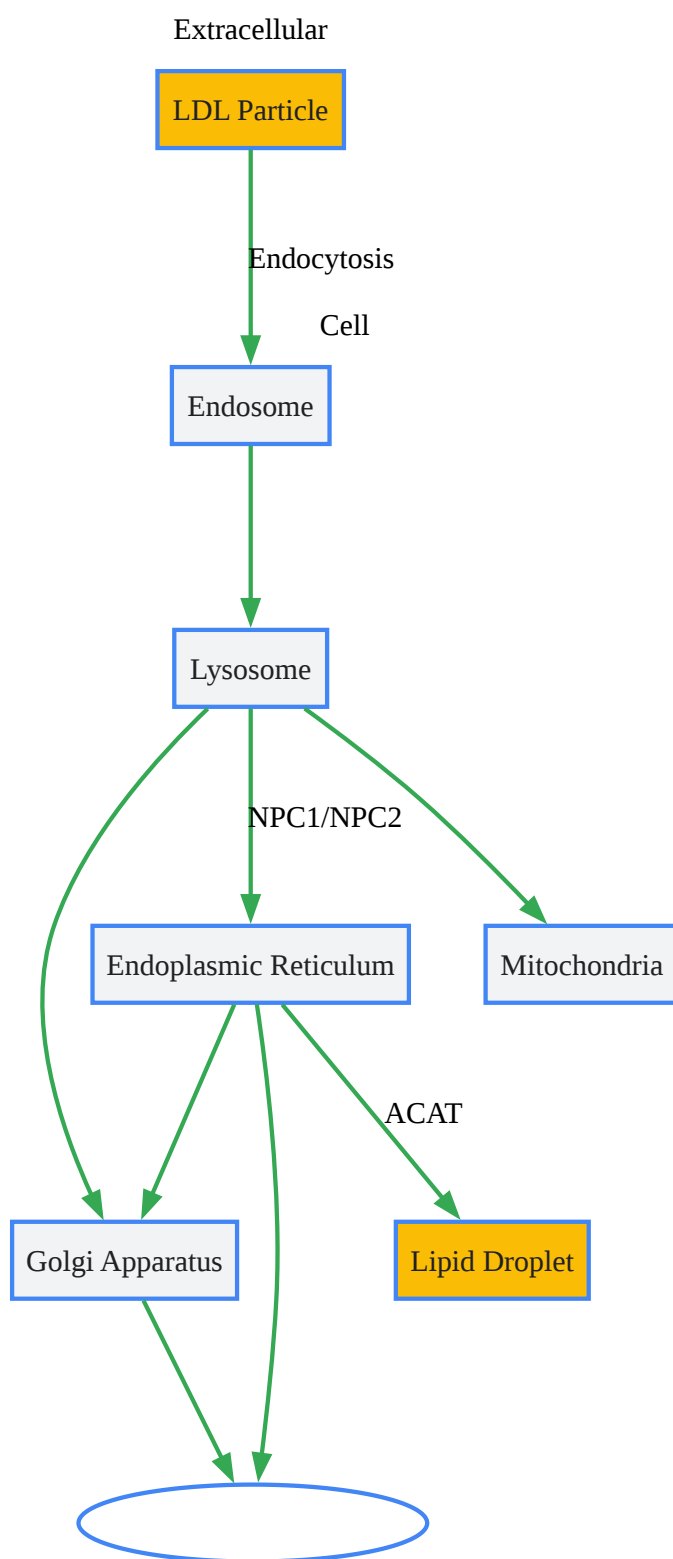 Extracellular
LDL Particle
Endocytosis
Cell
Endosome
Lysosome
NPC1/NPC2
Endoplasmic Reticulum
Mitochondria
ACAT
Golgi Apparatus
Lipid Droplet